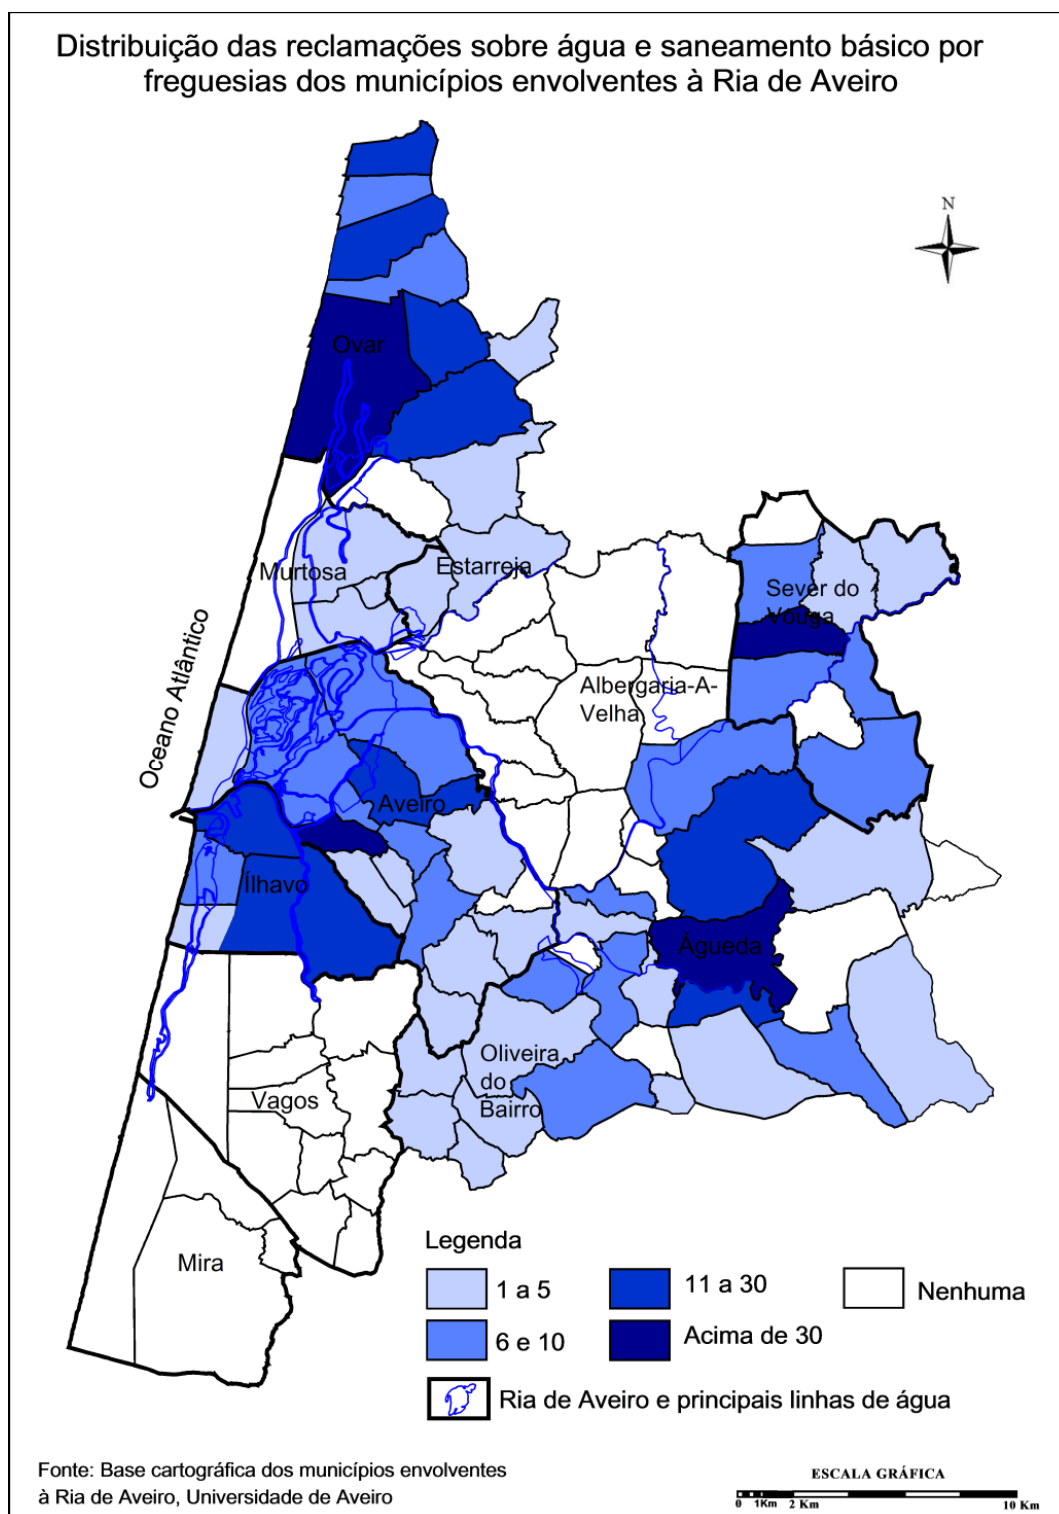 Distribuição das reclamações sobre água e saneamento básico por
freguesias dos municípios envolventes à Ria de Aveiro
N
Ovar
Murtosa
Estarreja
Sever do
Vouga
Oceano Atlântico
Albergaria-A-
Velha
Aveiro
Ílhavo
Águeda
Oliveira
do
Bairro
Vagos
Mira
Legenda
1 a 5
11 a 30
Nenhuma
6 e 10
Acima de 30
Ria de Aveiro e principais linhas de água
Fonte: Base cartográfica dos municípios envolventes
à Ria de Aveiro, Universidade de Aveiro
ESCALA GRÁFICA
0 1Km 2 Km 10 Km